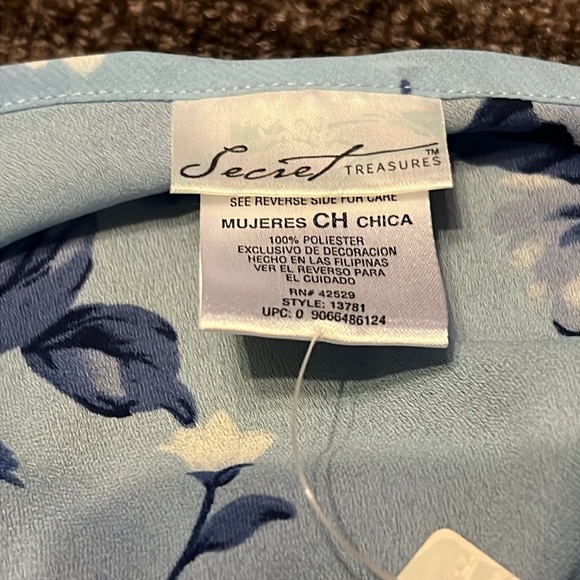 Secret TREASURES™
SEE REVERSE SIDE FOR CARE
MUJERES CH CHICA
100% POLIESTER
EXCLUSIVO DE DECORACION
HECHO EN LAS FILIPINAS
VER EL REVERSO PARA
EL CUIDADO
RN# 42529
STYLE: 13781
UPC: 0 9066486124